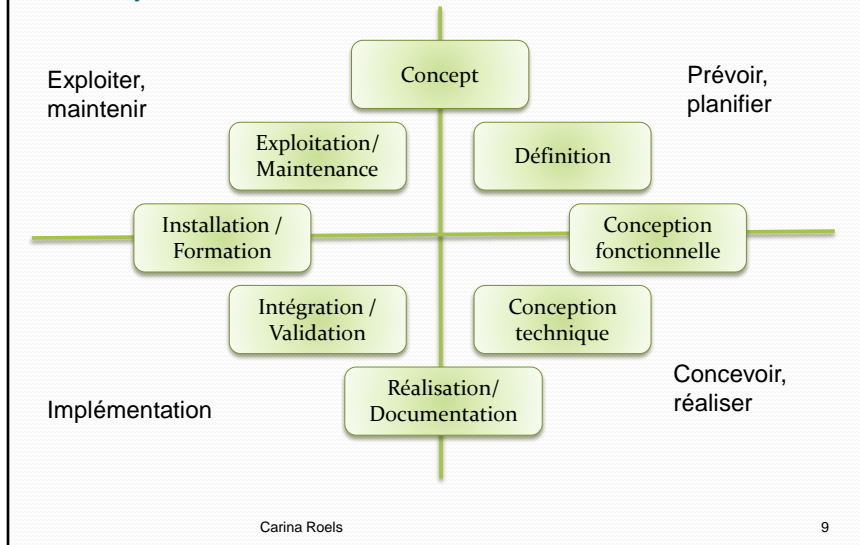 Concept
Exploiter,
maintenir
Prévoir,
planifier
Exploitation/
Maintenance
Définition
Installation /
Formation
Conception
fonctionnelle
Intégration /
Validation
Conception
technique
Réalisation/
Documentation
Implémentation
Concevoir,
réaliser
Carina Roels
9